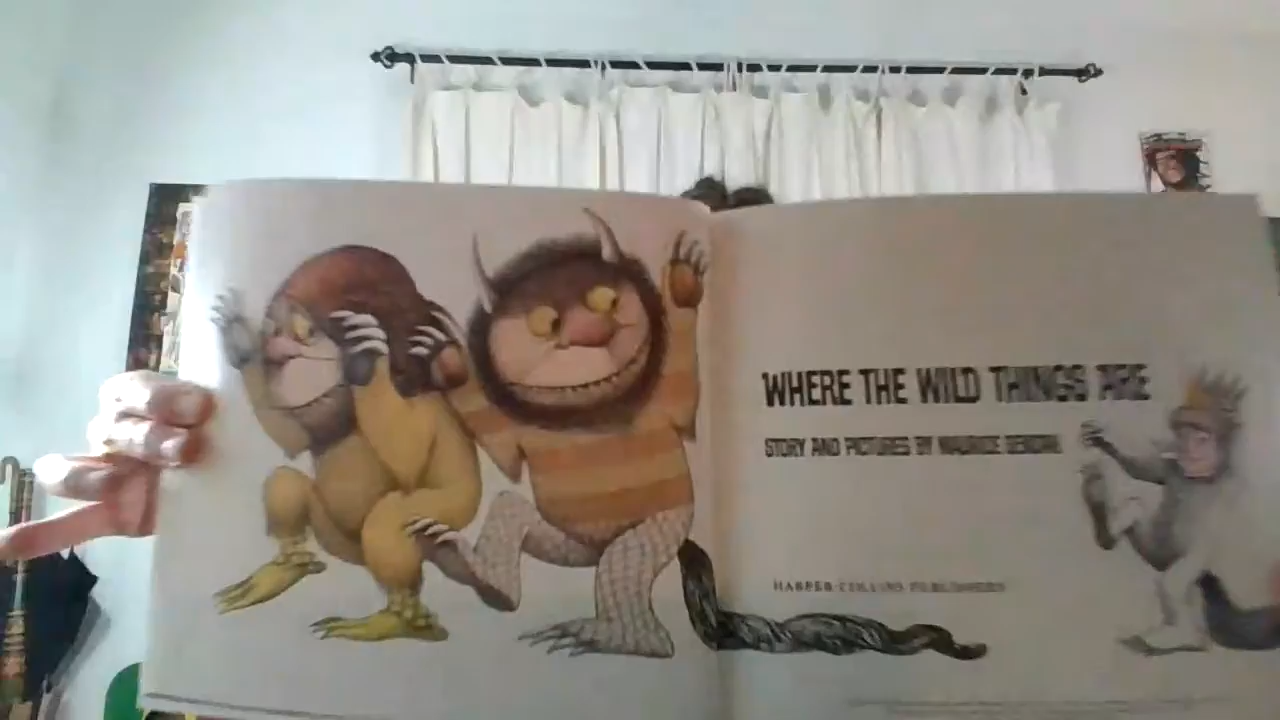 WHERE THE WILD THINGS ARE
STORY AND PICTURES BY MAURICE SENDAK
HARPER COLLINS PUBLISHERS